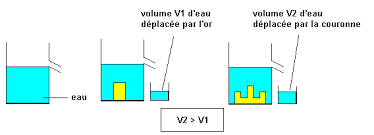 volume V1 d'eau
déplacée par l'or
volume V2 d'eau
déplacée par la couronne
eau
V2 > V1